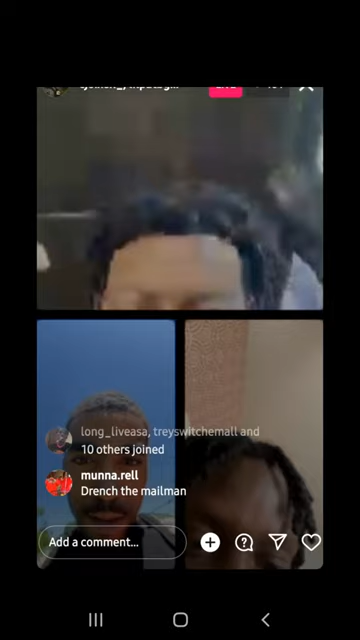 long_liveasa, treyswitchemall and
10 others joined
munna.rell
Drench the mailman
Add a comment...